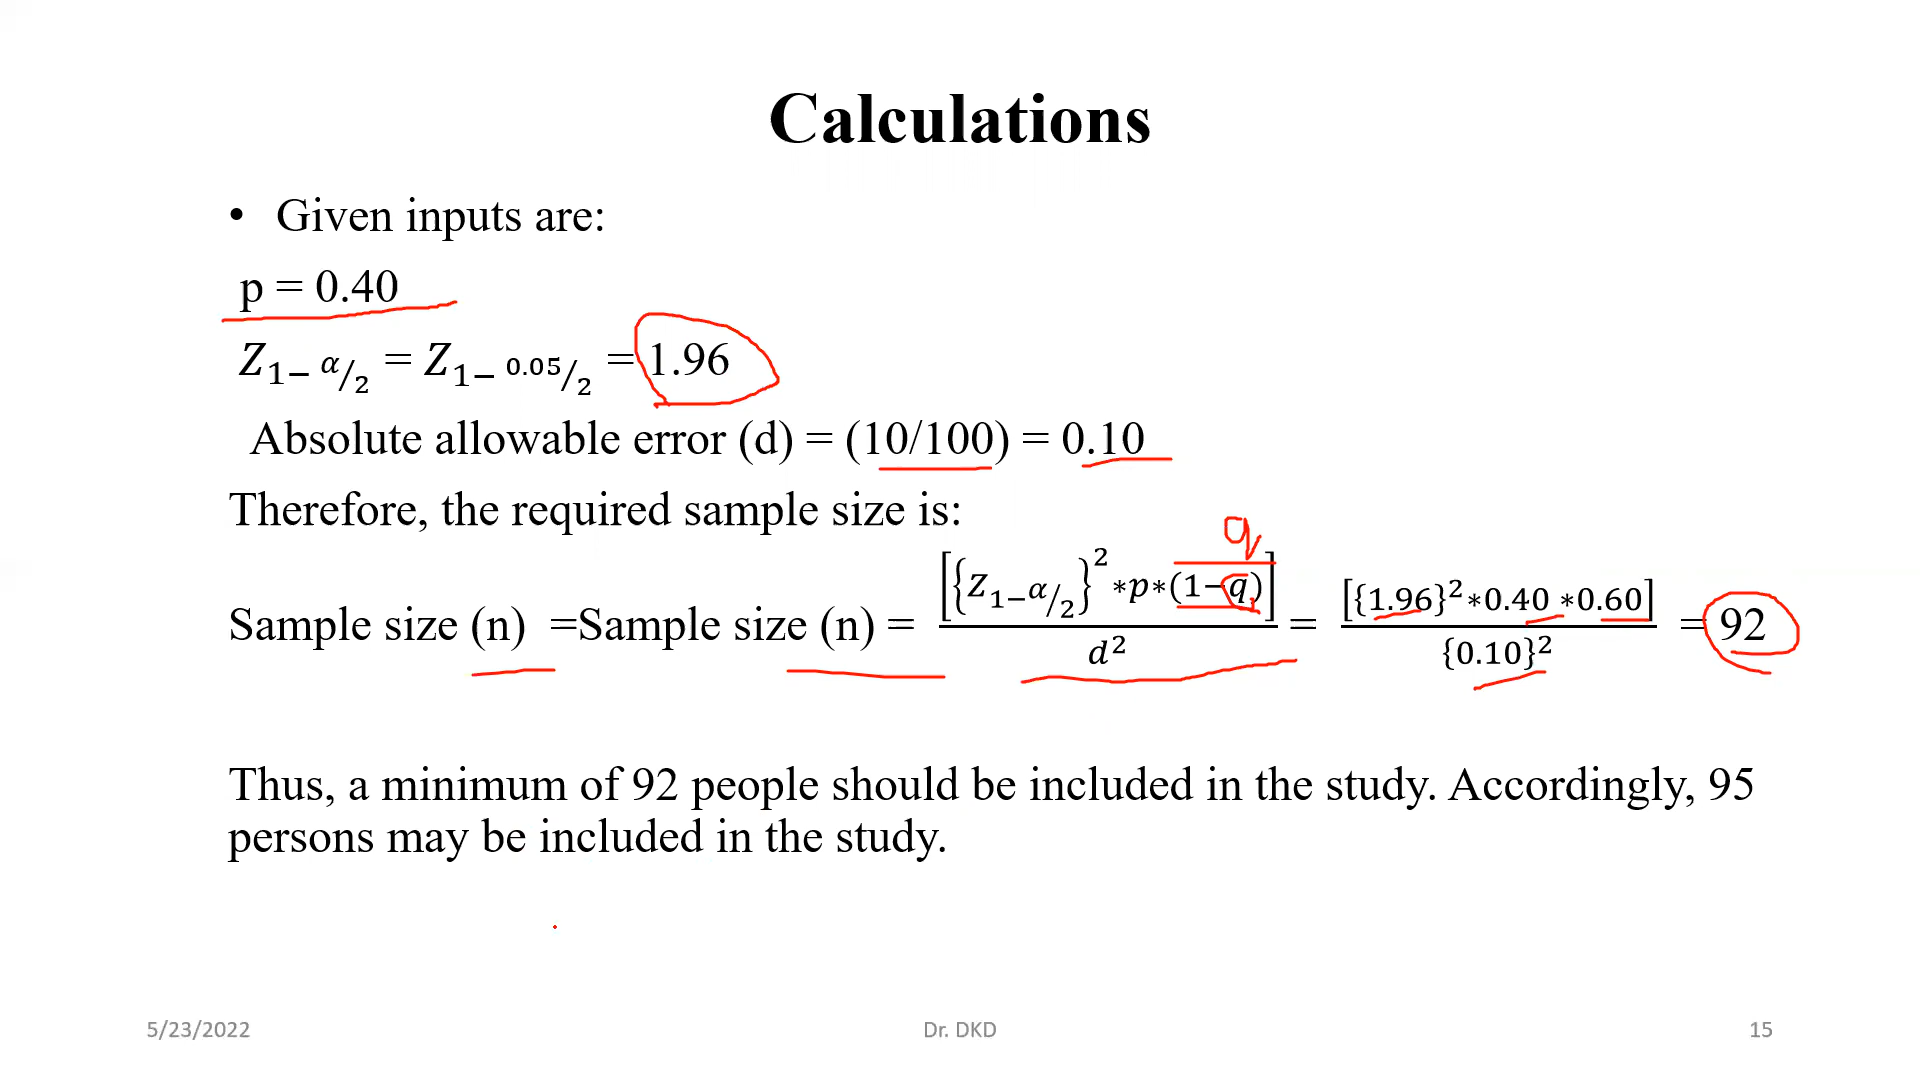 Calculations
• Given inputs are:
p = 0.40
Z₁₋ α/₂ = Z₁₋ 0.05/₂ = 1.96
Absolute allowable error (d) = (10/100) = 0.10
Therefore, the required sample size is:
q
Sample size (n) =Sample size (n) = [{Z₁₋α/₂}²∗p∗(1−q)] / d² = [{1.96}²∗0.40 ∗0.60] / {0.10}² = 92
Thus, a minimum of 92 people should be included in the study. Accordingly, 95
persons may be included in the study.
5/23/2022 Dr. DKD 15